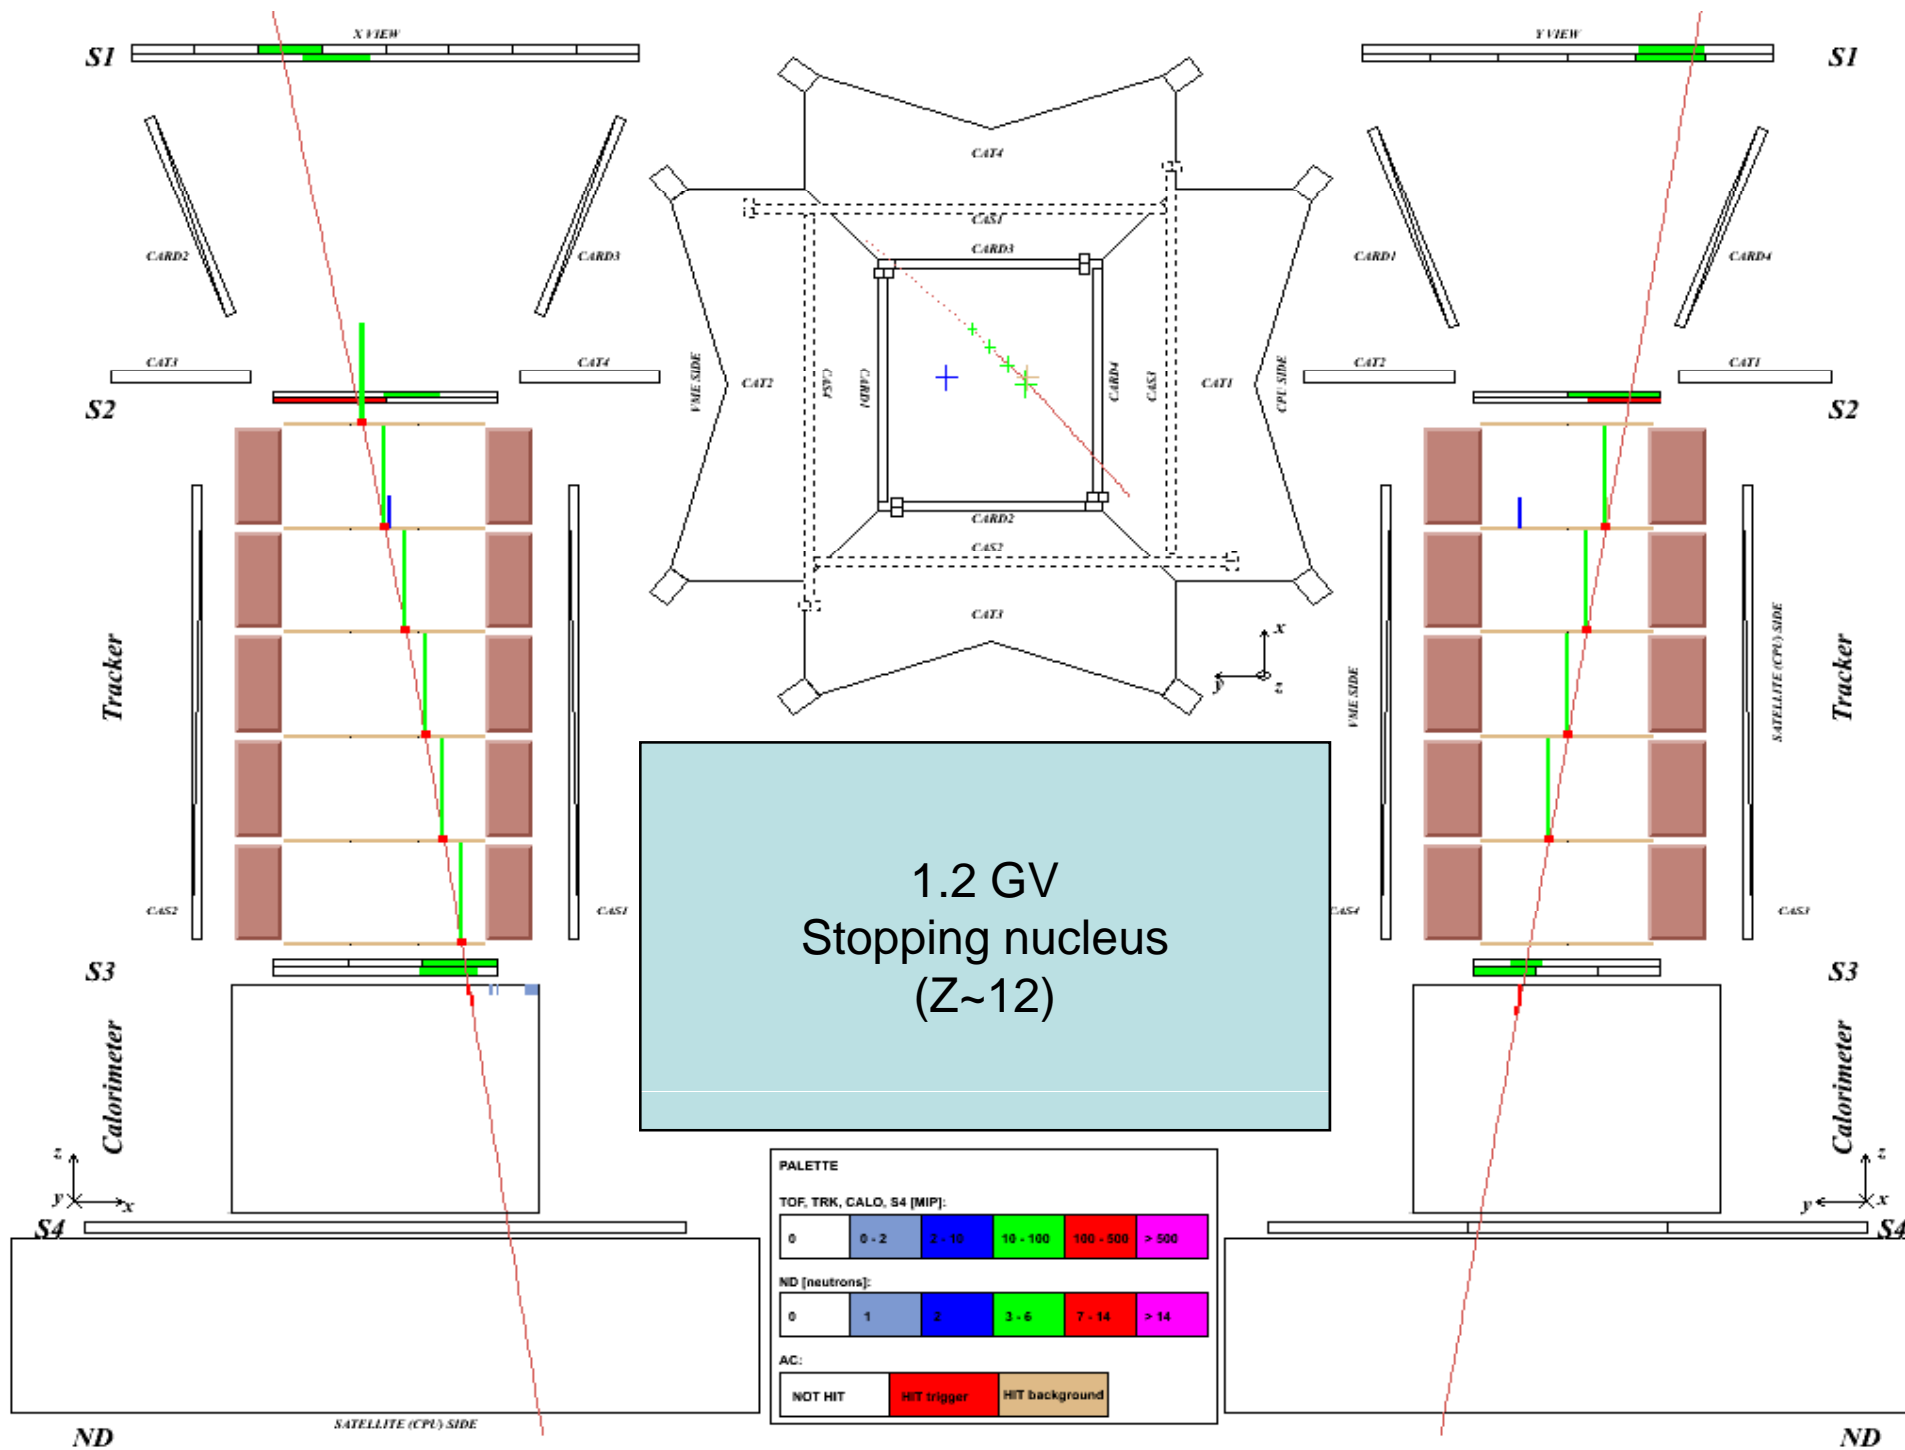 S1
X VIEW
Y VIEW
S1
CARD2
CARD3
CARD1
CARD4
CAT3
CAT4
CAT2
CAT1
S2
S2
CAT4
CAS1
CARD3
VME SIDE
CAT2
CAS4
CARD1
CARD4
CAS3
CAT1
CPU SIDE
CARD2
CAS2
CAT3
x
y
z
Tracker
VME SIDE
SATELLITE (CPU) SIDE
Tracker
CAS2
CAS1
CAS4
CAS3
1.2 GV
Stopping nucleus
(Z~12)
S3
S3
Calorimeter
Calorimeter
z
y
x
z
y
x
S4
S4
PALETTE
TOF, TRK, CALO, S4 [MIP]:
0
0 - 2
2 - 10
10 - 100
100 - 500
> 500
ND [neutrons]:
0
1
2
3 - 6
7 - 14
> 14
AC:
NOT HIT
HIT trigger
HIT background
SATELLITE (CPU) SIDE
ND
ND